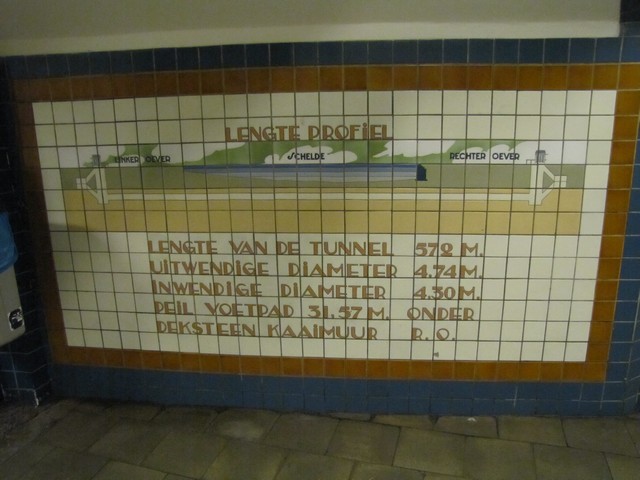 LENGTE PROFIEL
LINKER OEVER SCHELDE RECHTER OEVER
LENGTE VAN DE TUNNEL 572 M.
UITWENDIGE DIAMETER 4.74 M.
INWENDIGE DIAMETER 4.30 M.
PEIL VOETPAD 31.57 M. ONDER
DEKSTEEN KAAIMUUR R.O.